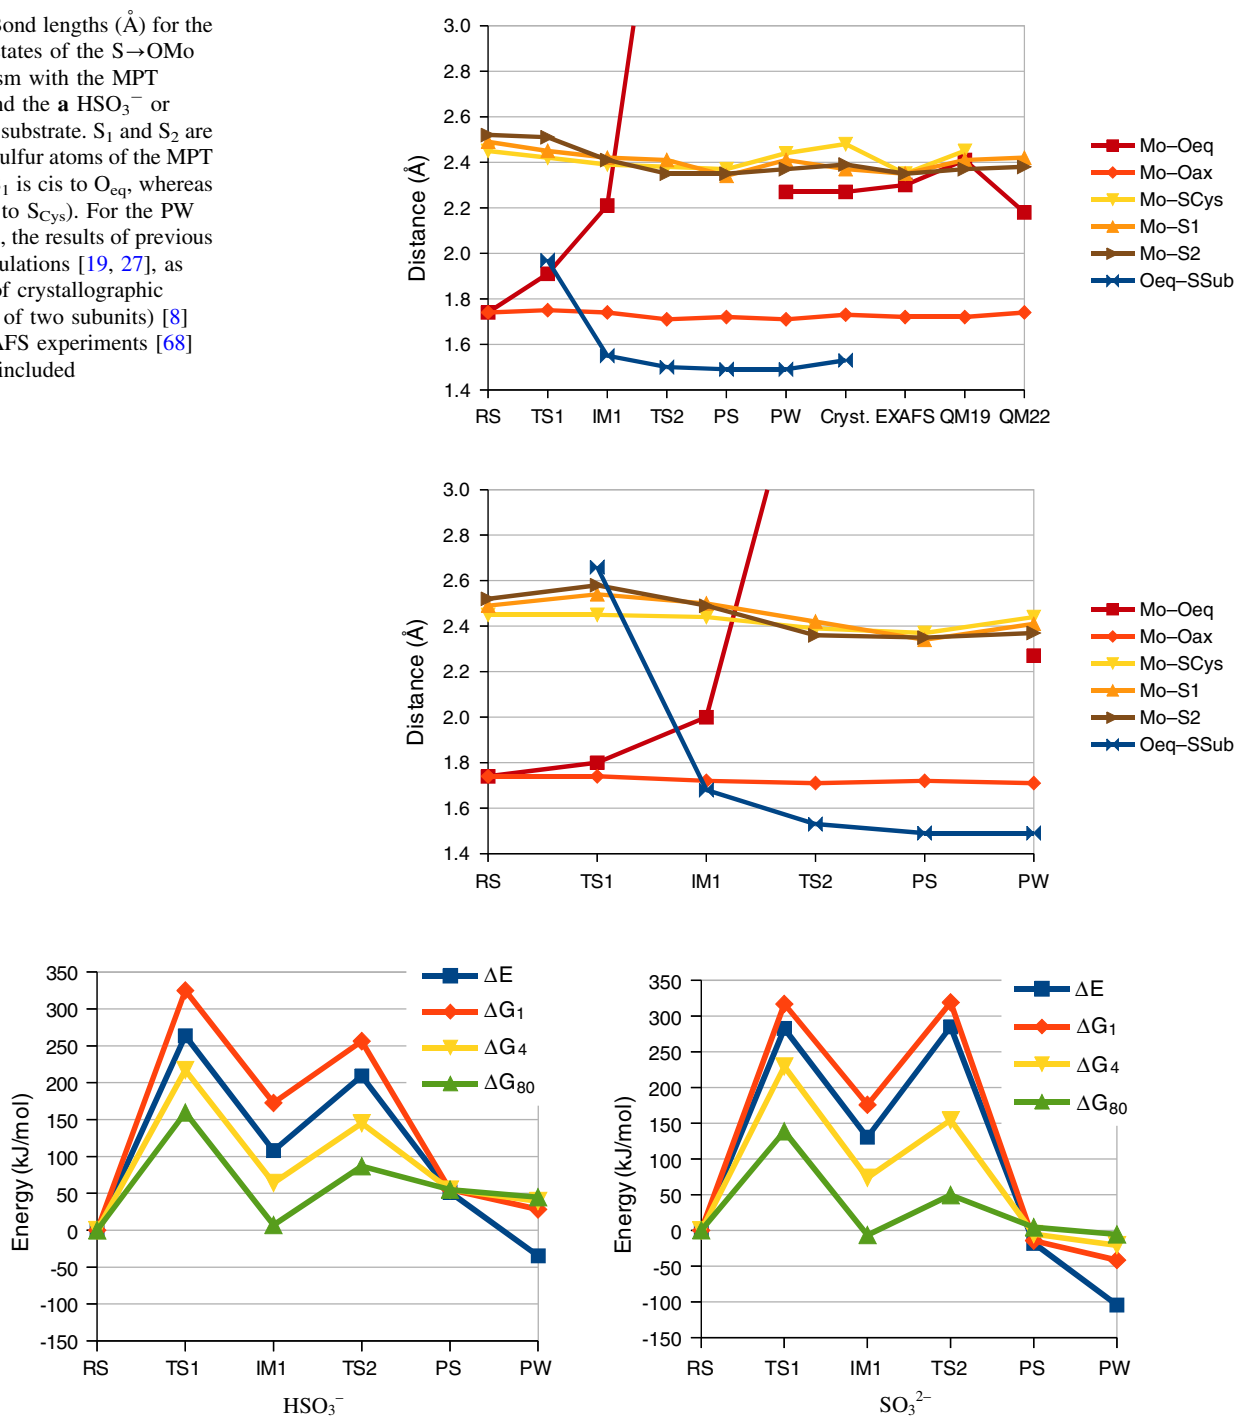 Bond lengths (Å) for the
tates of the S→OMo
sm with the MPT
nd the a HSO₃⁻ or
substrate. S₁ and S₂ are
ulfur atoms of the MPT
₁ is cis to Oeq, whereas
to SCys). For the PW
, the results of previous
ulations [19, 27], as
of crystallographic
of two subunits) [8]
AFS experiments [68]
included
3.0
2.8
2.6
2.4
2.2
2.0
1.8
1.6
1.4
Distance (Å)
RS TS1 IM1 TS2 PS PW Cryst. EXAFS QM19 QM22
Mo–Oeq
Mo–Oax
Mo–SCys
Mo–S1
Mo–S2
Oeq–SSub
3.0
2.8
2.6
2.4
2.2
2.0
1.8
1.6
1.4
Distance (Å)
RS TS1 IM1 TS2 PS PW
Mo–Oeq
Mo–Oax
Mo–SCys
Mo–S1
Mo–S2
Oeq–SSub
350
300
250
200
150
100
50
0
-50
-100
-150
Energy (kJ/mol)
RS TS1 IM1 TS2 PS PW
HSO₃⁻
ΔE
ΔG₁
ΔG₄
ΔG₈₀
350
300
250
200
150
100
50
0
-50
-100
-150
Energy (kJ/mol)
RS TS1 IM1 TS2 PS PW
SO₃²⁻
ΔE
ΔG₁
ΔG₄
ΔG₈₀